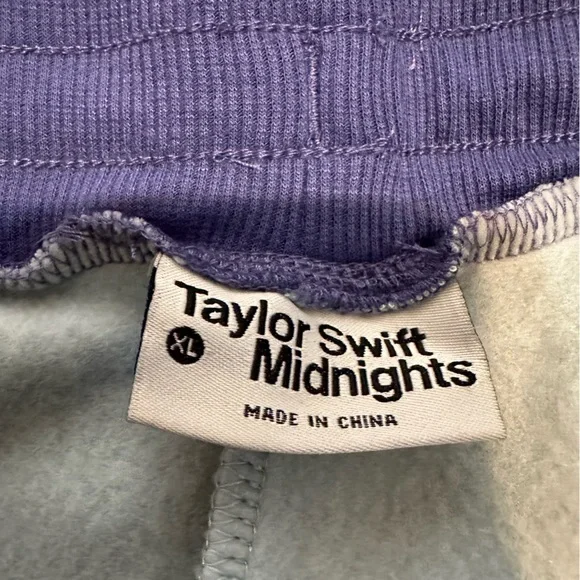 Taylor Swift
XL
Midnights
MADE IN CHINA